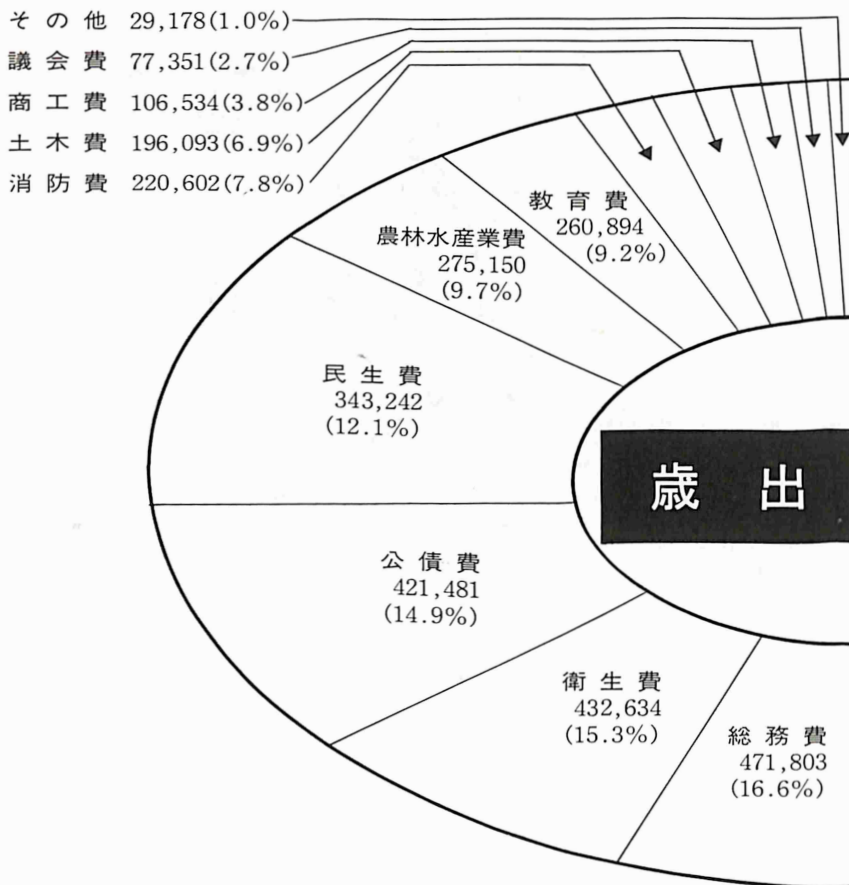 その他 29,178(1.0%)
議会費 77,351(2.7%)
商工費 106,534(3.8%)
土木費 196,093(6.9%)
消防費 220,602(7.8%)
教育費
260,894
(9.2%)
農林水産業費
275,150
(9.7%)
民生費
343,242
(12.1%)
歳出
公債費
421,481
(14.9%)
衛生費
432,634
(15.3%)
総務費
471,803
(16.6%)